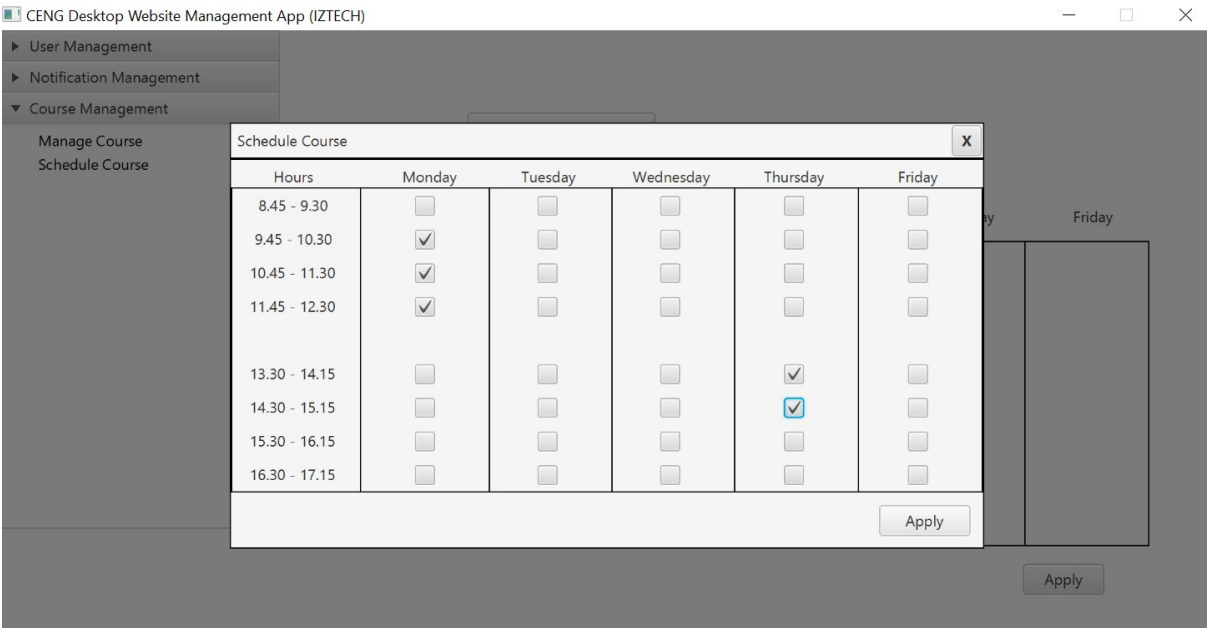 CENG Desktop Website Management App (IZTECH)
User Management
Notification Management
Course Management
Manage Course
Schedule Course
Schedule Course X
Hours Monday Tuesday Wednesday Thursday Friday
8.45 - 9.30
9.45 - 10.30
10.45 - 11.30
11.45 - 12.30
13.30 - 14.15
14.30 - 15.15
15.30 - 16.15
16.30 - 17.15
Apply
Friday
Apply